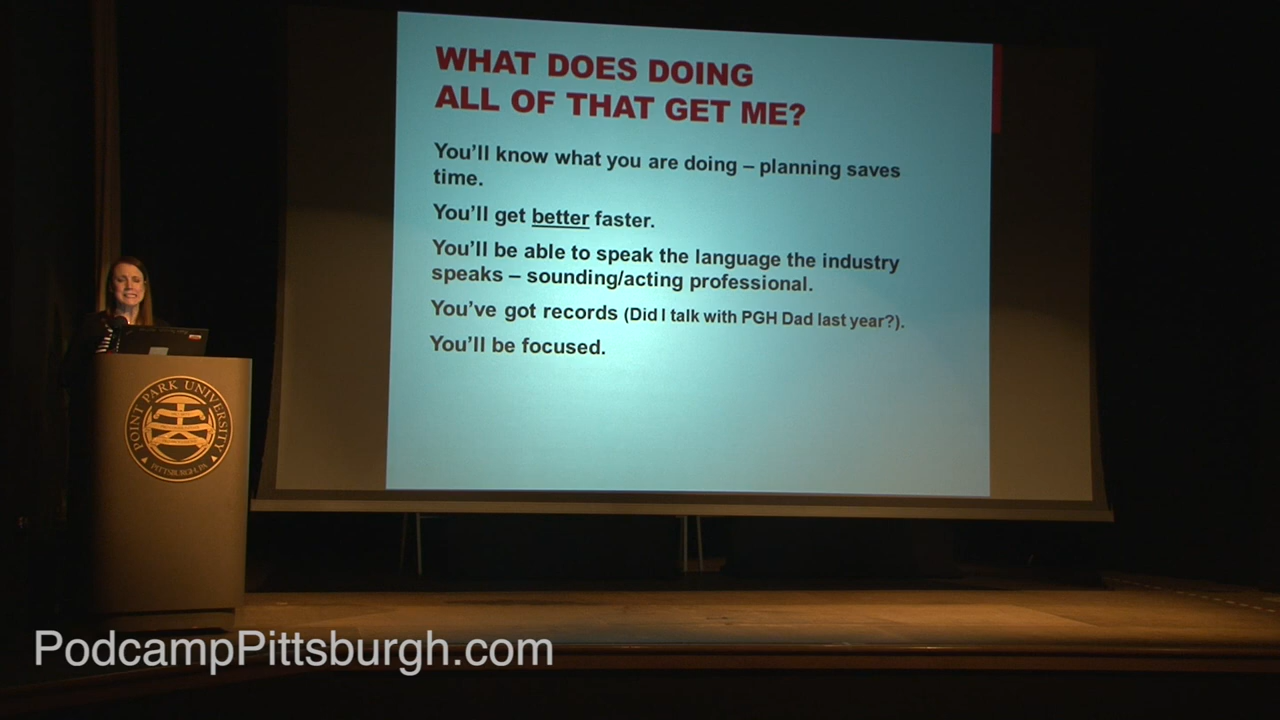 WHAT DOES DOING
ALL OF THAT GET ME?
You'll know what you are doing – planning saves
time.
You'll get better faster.
You'll be able to speak the language the industry
speaks – sounding/acting professional.
You've got records (Did I talk with PGH Dad last year?).
You'll be focused.
POINT PARK UNIVERSITY
PITTSBURGH, PA
PodcampPittsburgh.com